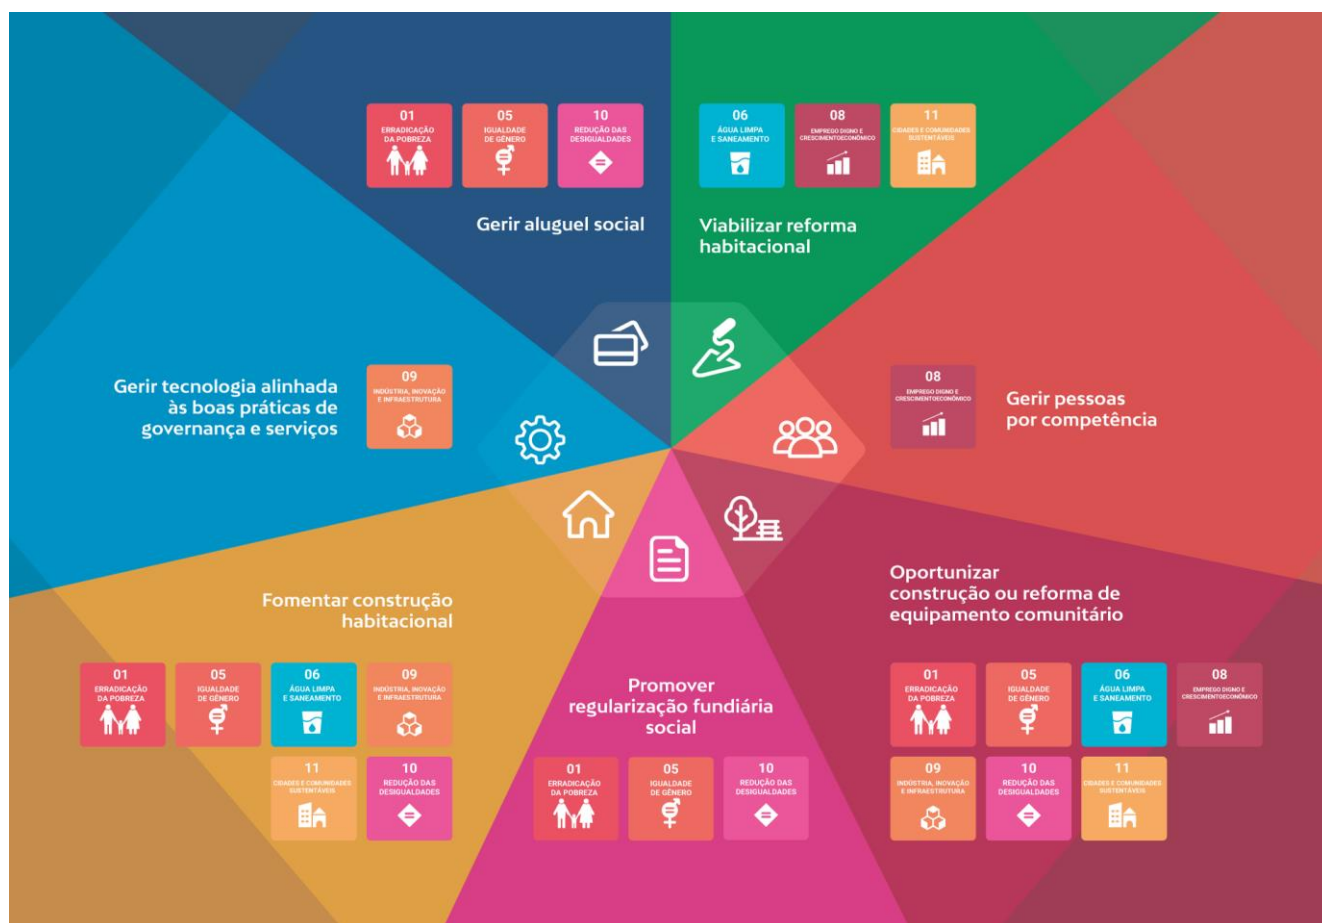 01
ERRADICAÇÃO
DA POBREZA
05
IGUALDADE
DE GÊNERO
10
REDUÇÃO DAS
DESIGUALDADES
Gerir aluguel social
06
ÁGUA LIMPA
E SANEAMENTO
08
EMPREGO DIGNO E
CRESCIMENTOECONÔMICO
11
CIDADES E COMUNIDADES
SUSTENTÁVEIS
Viabilizar reforma
habitacional
Gerir tecnologia alinhada
às boas práticas de
governança e serviços
09
INDÚSTRIA, INOVAÇÃO
E INFRAESTRUTURA
08
EMPREGO DIGNO E
CRESCIMENTOECONÔMICO
Gerir pessoas
por competência
Fomentar construção
habitacional
01
ERRADICAÇÃO
DA POBREZA
05
IGUALDADE
DE GÊNERO
06
ÁGUA LIMPA
E SANEAMENTO
09
INDÚSTRIA, INOVAÇÃO
E INFRAESTRUTURA
11
CIDADES E COMUNIDADES
SUSTENTÁVEIS
10
REDUÇÃO DAS
DESIGUALDADES
Promover
regularização fundiária
social
01
ERRADICAÇÃO
DA POBREZA
05
IGUALDADE
DE GÊNERO
10
REDUÇÃO DAS
DESIGUALDADES
Oportunizar
construção ou reforma de
equipamento comunitário
01
ERRADICAÇÃO
DA POBREZA
05
IGUALDADE
DE GÊNERO
06
ÁGUA LIMPA
E SANEAMENTO
08
EMPREGO DIGNO E
CRESCIMENTOECONÔMICO
09
INDÚSTRIA, INOVAÇÃO
E INFRAESTRUTURA
10
REDUÇÃO DAS
DESIGUALDADES
11
CIDADES E COMUNIDADES
SUSTENTÁVEIS